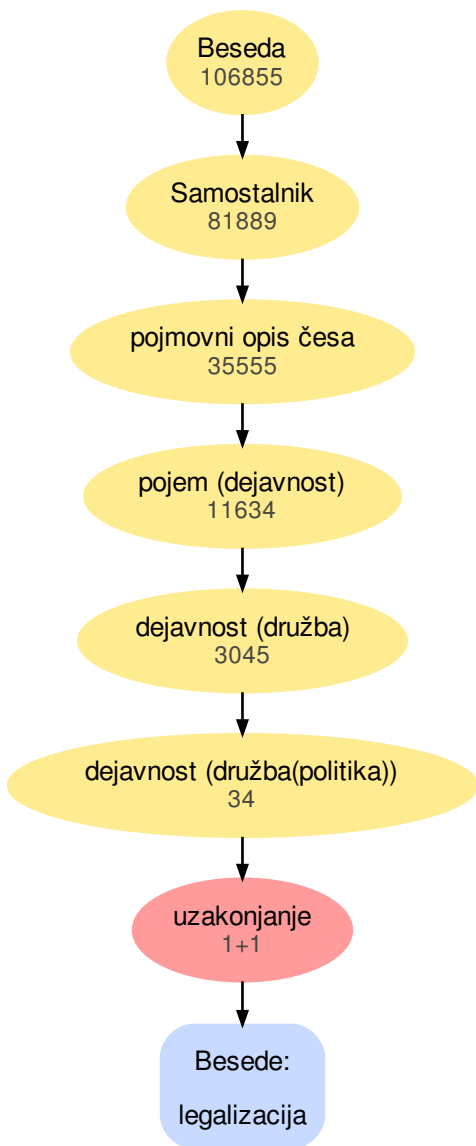 Beseda
106855
Samostalnik
81889
pojmovni opis česa
35555
pojem (dejavnost)
11634
dejavnost (družba)
3045
dejavnost (družba(politika))
34
uzakonjanje
1+1
Besede:
legalizacija